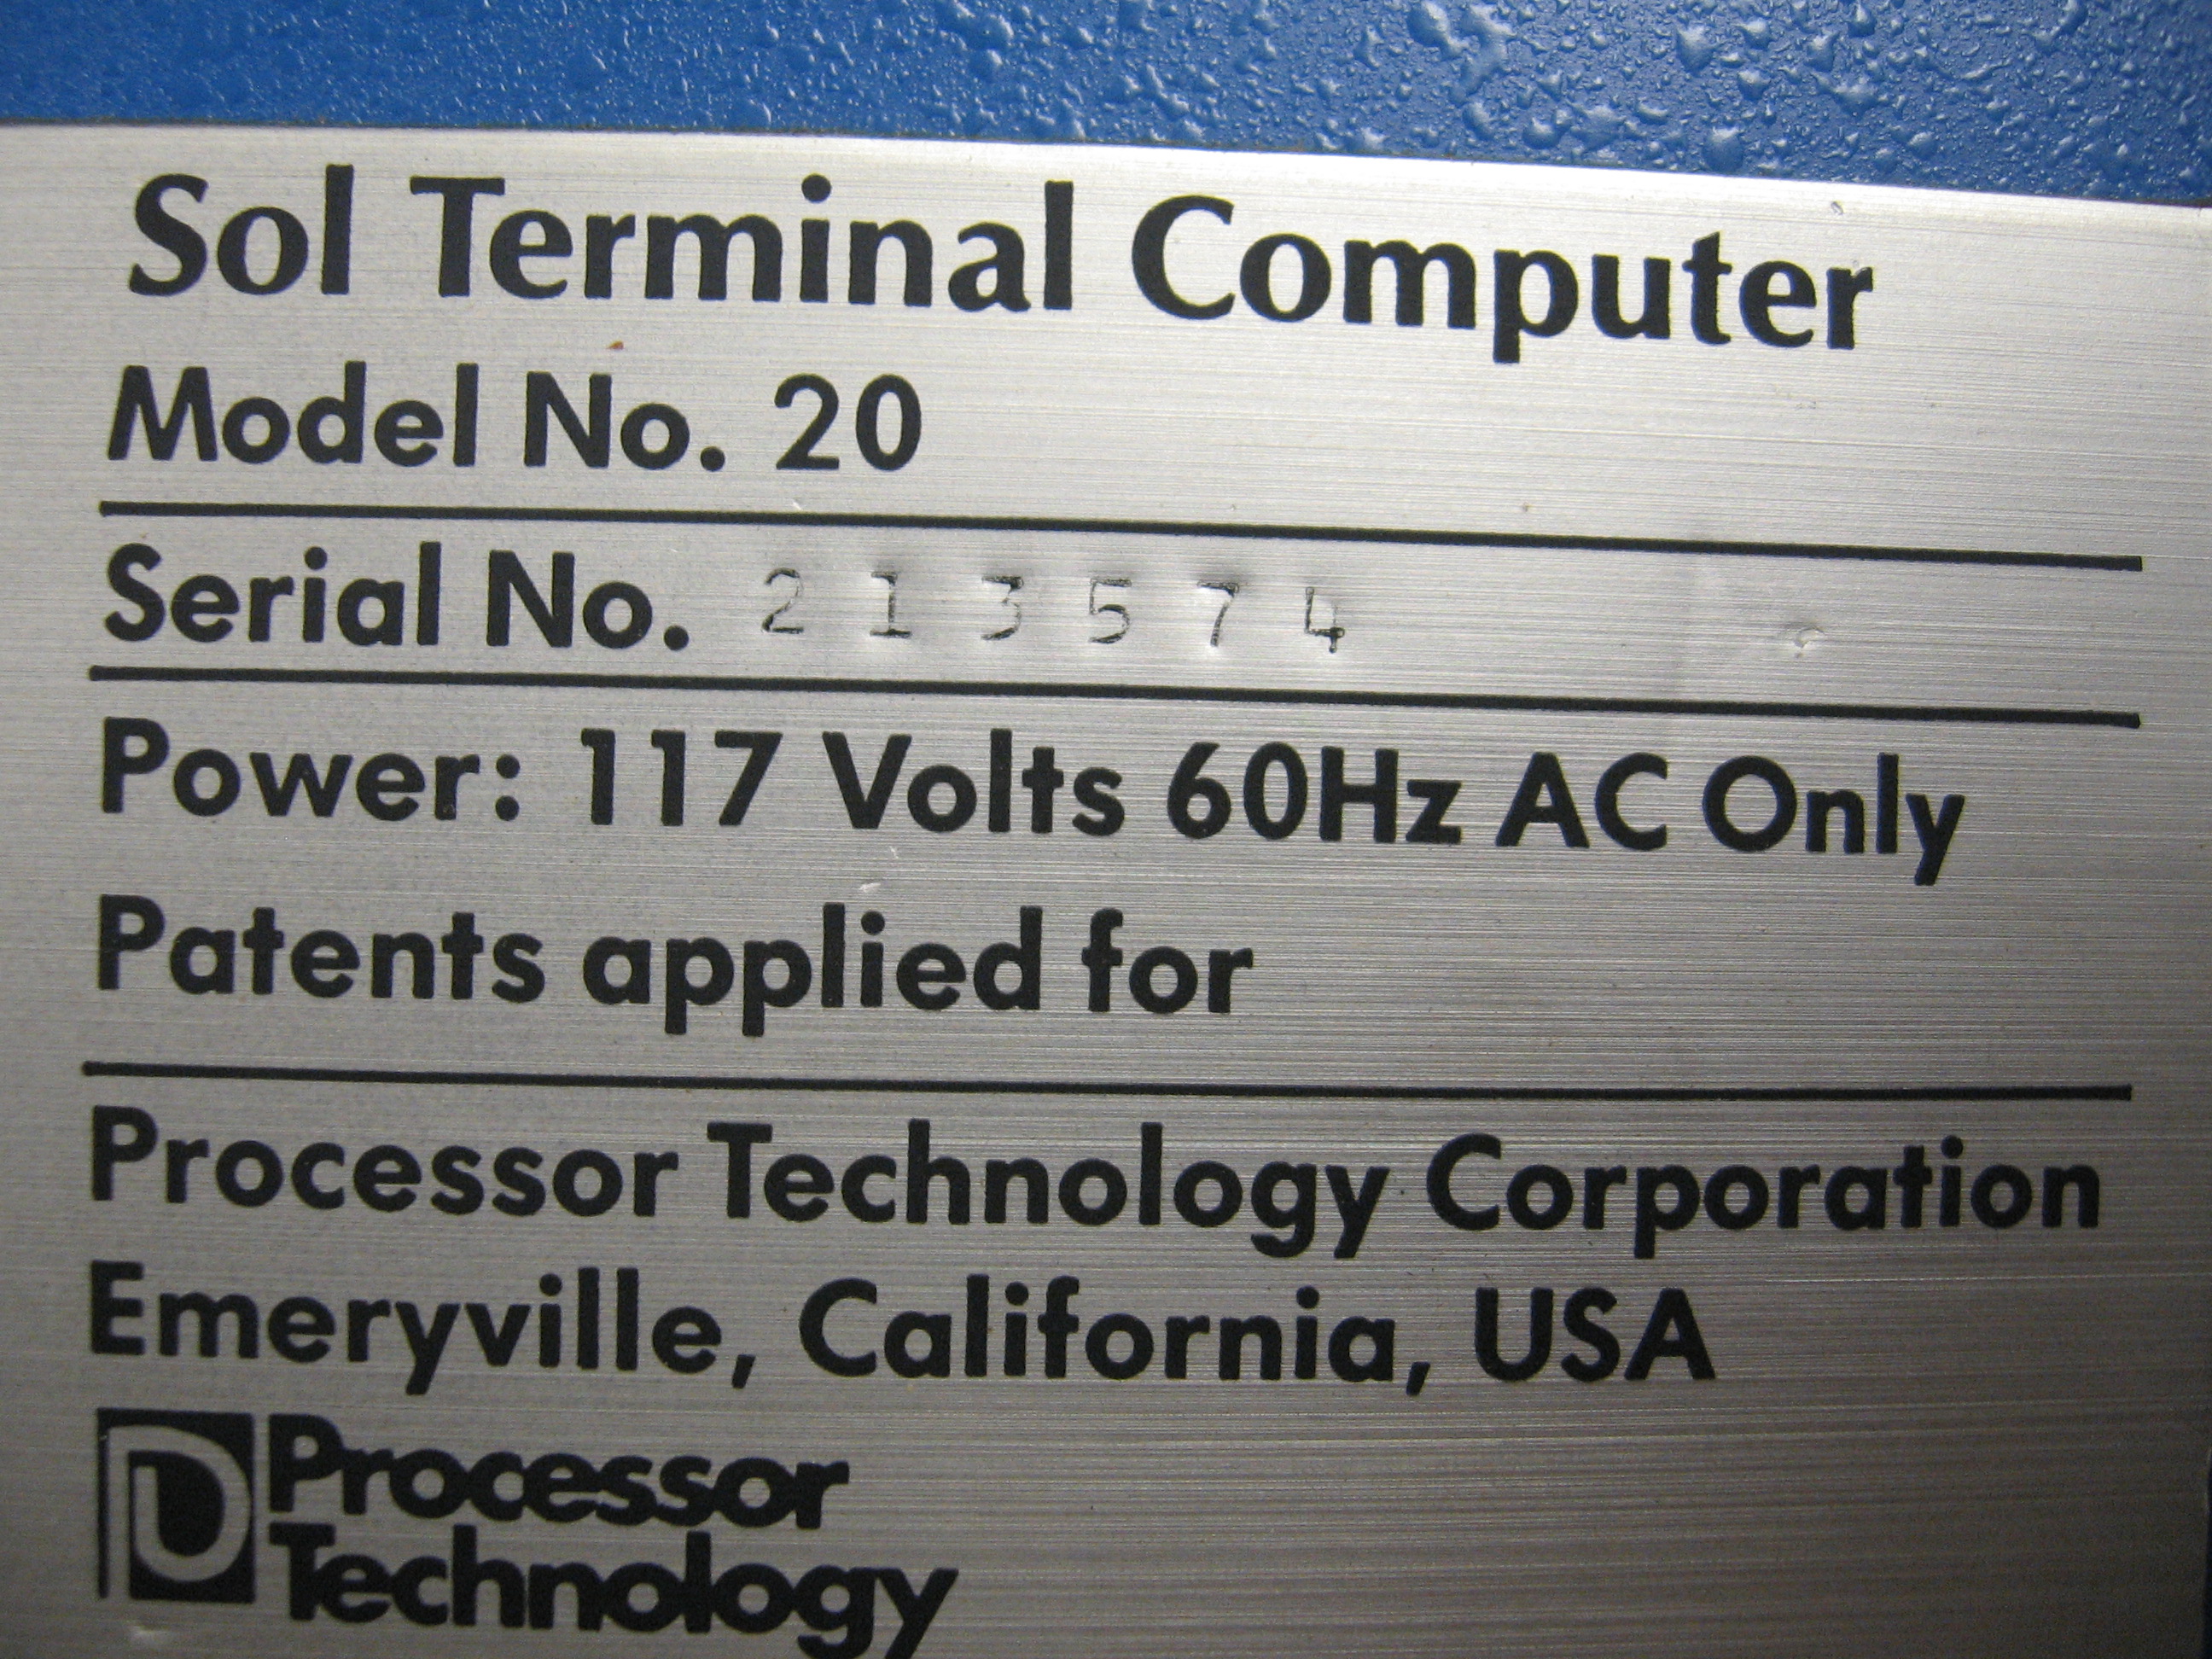 Sol Terminal Computer
Model No. 20
Serial No. 213574
Power: 117 Volts 60Hz AC Only
Patents applied for
Processor Technology Corporation
Emeryville, California, USA
Processor
Technology